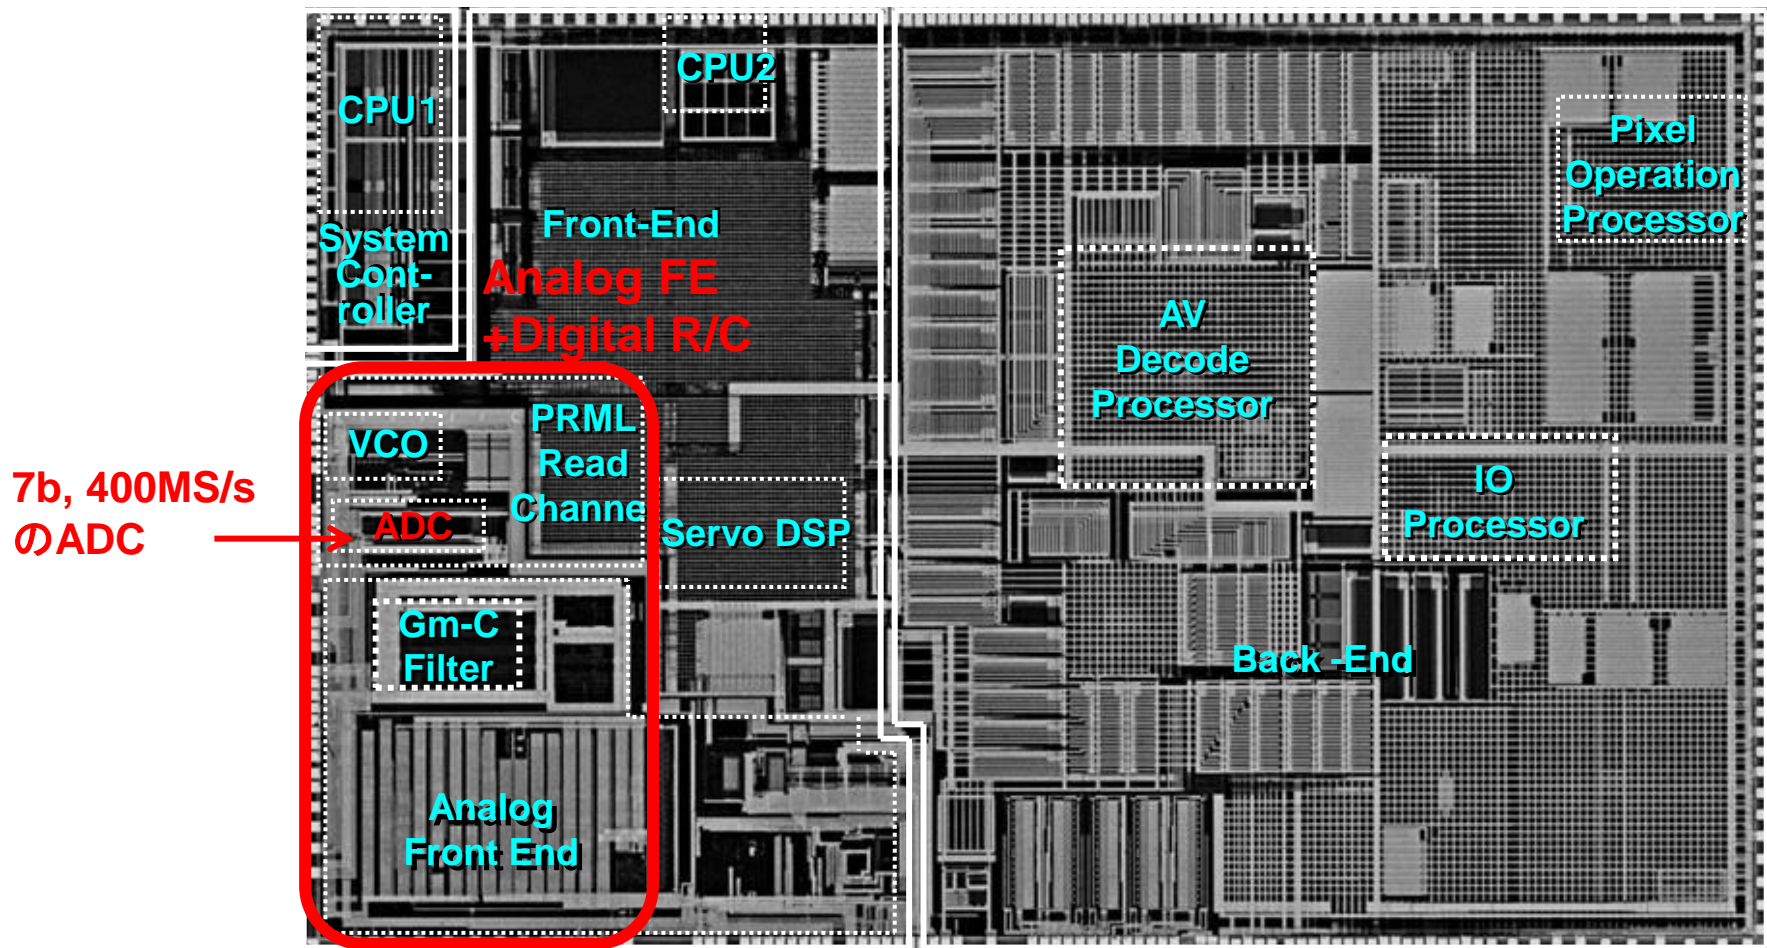 CPU1
System
Cont-
roller
CPU2
Front-End
Analog FE
+Digital R/C
PRML
Read
Channe
VCO
ADC
7b, 400MS/s
のADC
Servo DSP
Gm-C
Filter
Analog
Front End
AV
Decode
Processor
Pixel
Operation
Processor
IO
Processor
Back -End